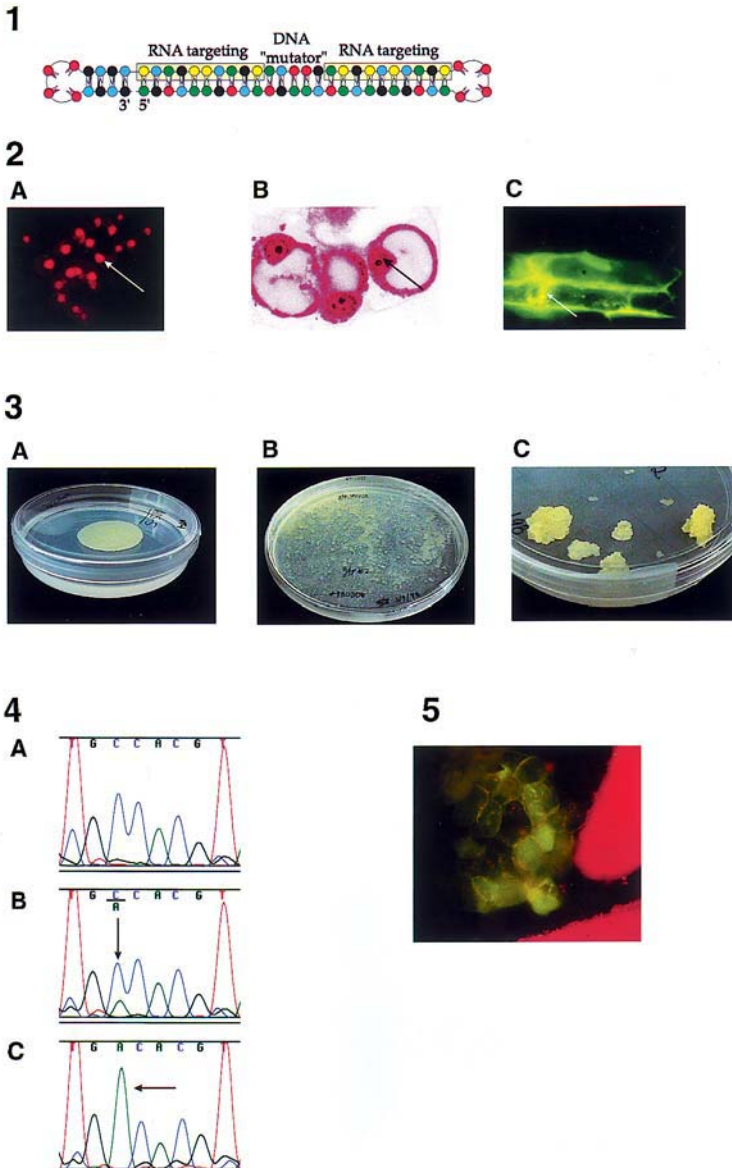 1
RNA targeting DNA "mutator" RNA targeting
3' 5'
2
A B C
3
A B C
4 5
A
T G C C A C G T
B
T G C C A C G T
A
C
T G A C A C G T